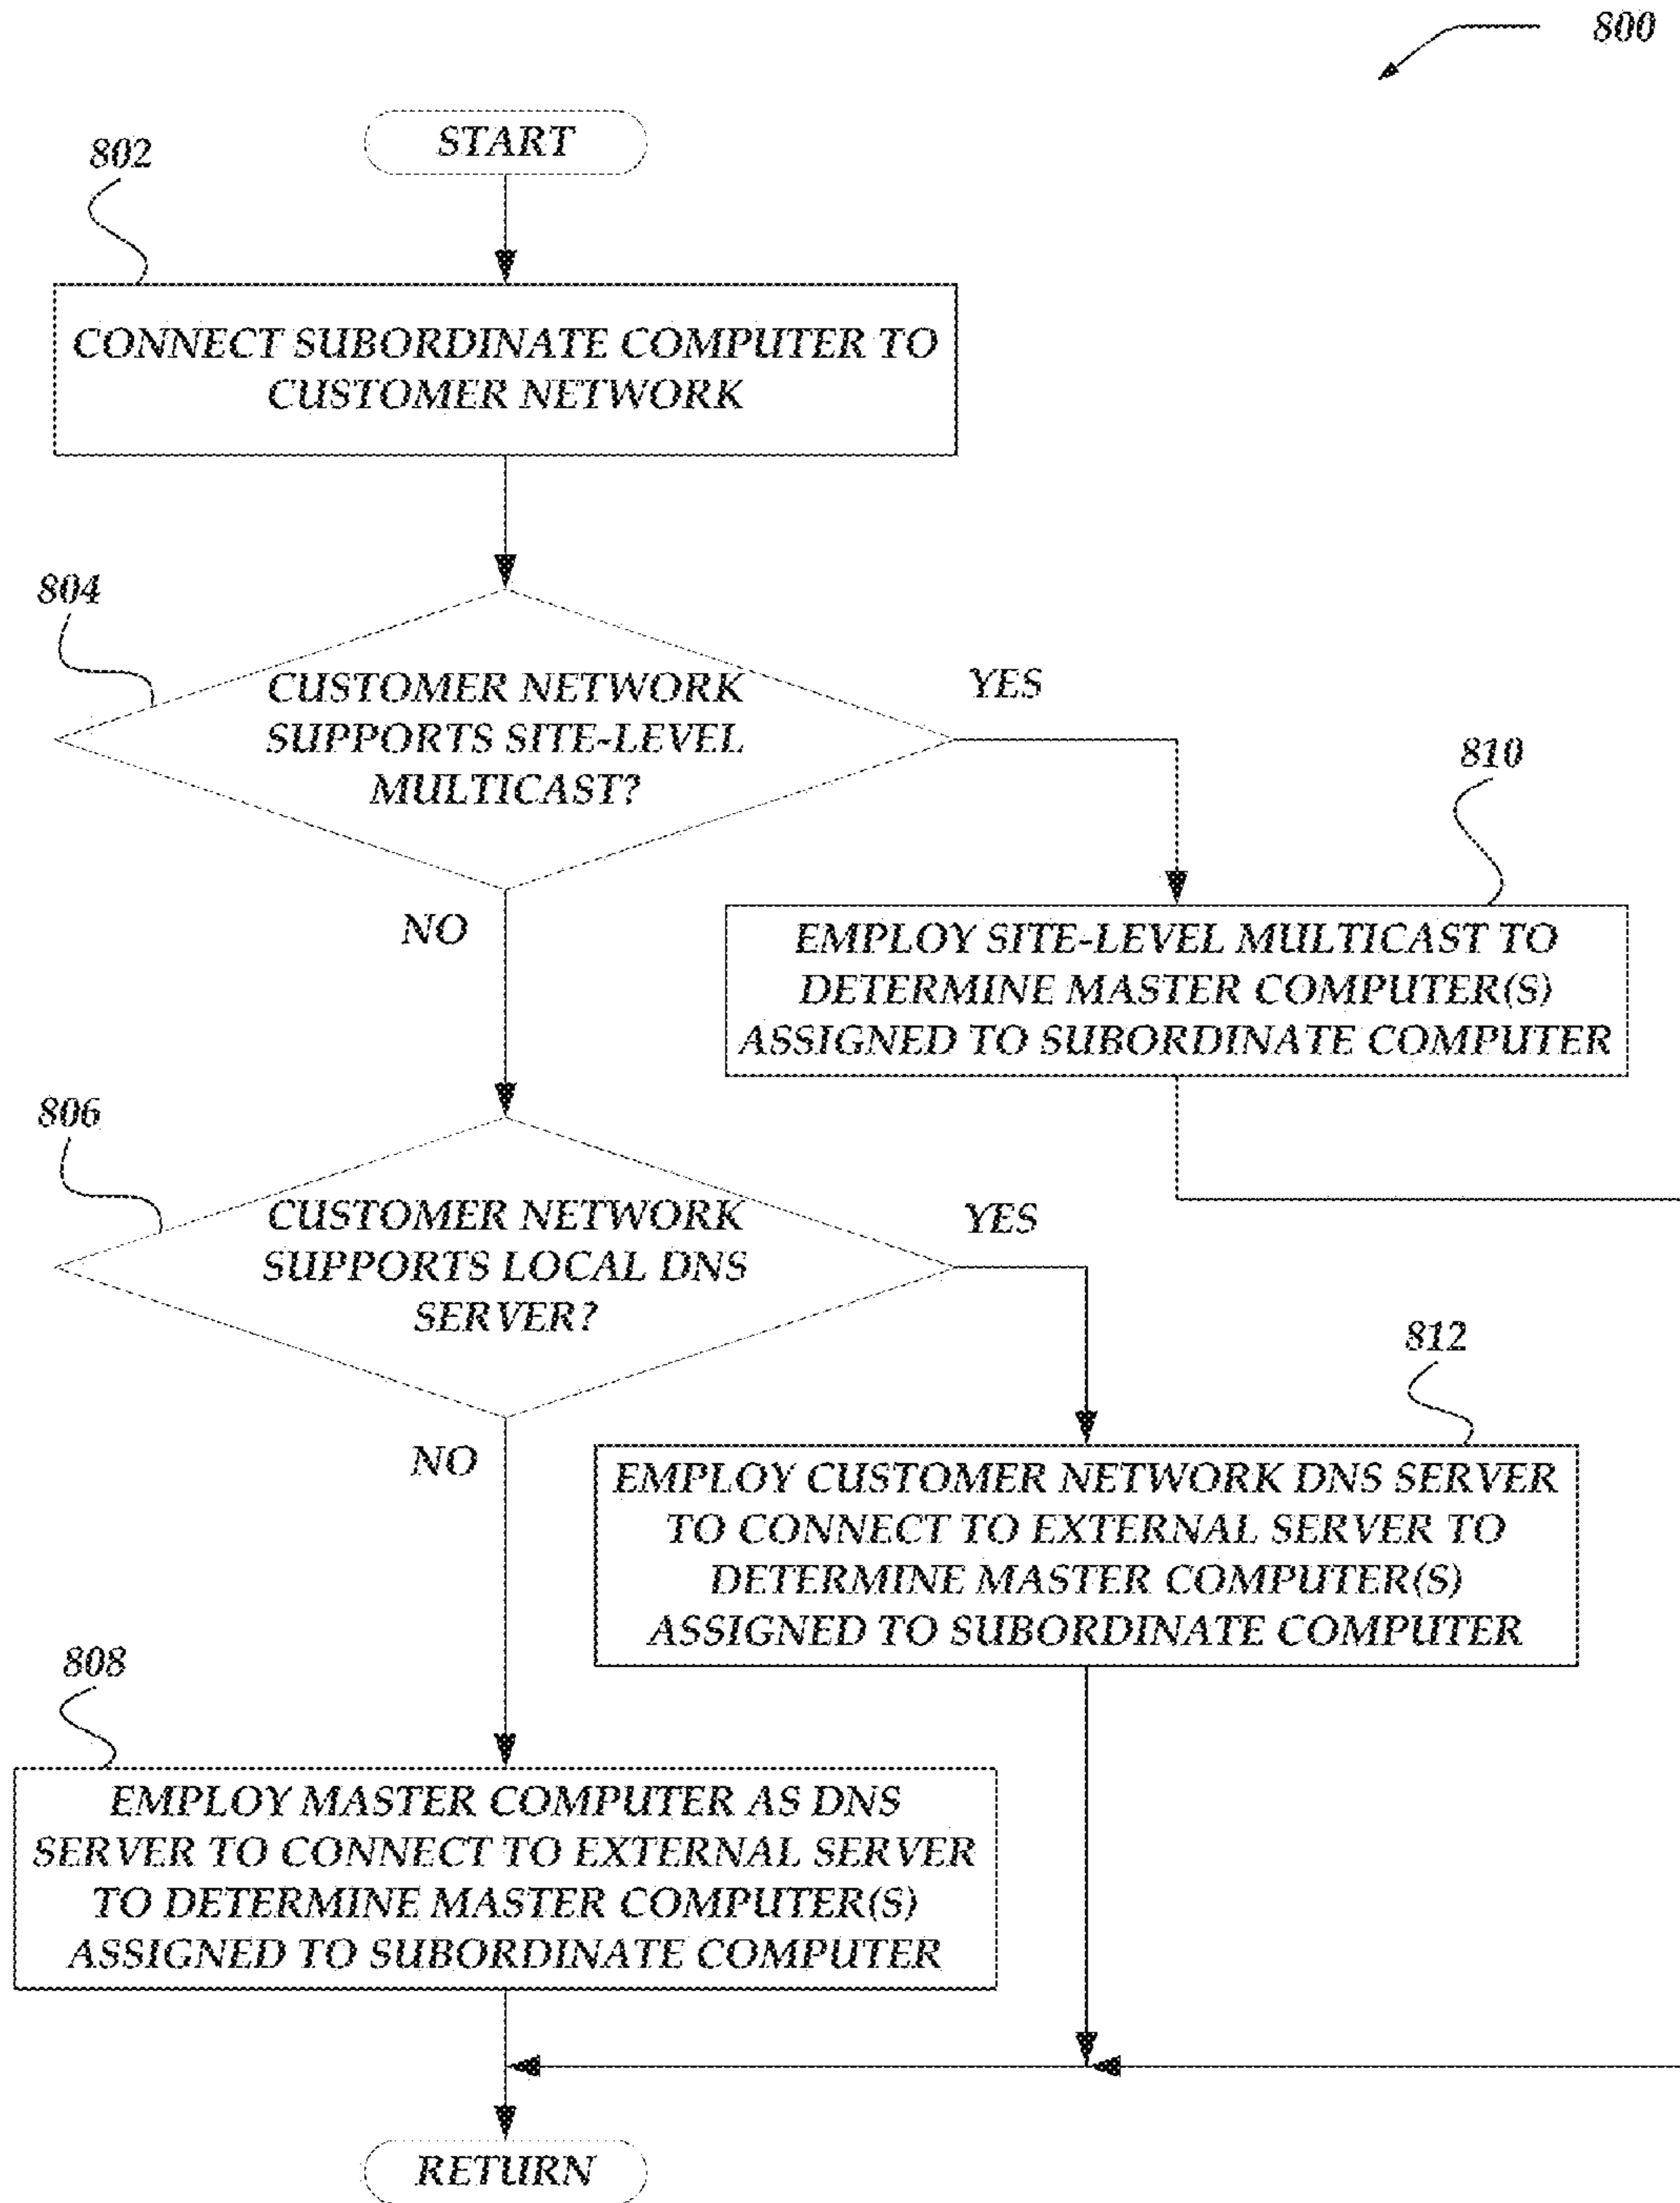 800
START
802
CONNECT SUBORDINATE COMPUTER TO
CUSTOMER NETWORK
804
CUSTOMER NETWORK
SUPPORTS SITE-LEVEL
MULTICAST?
YES
NO
810
EMPLOY SITE-LEVEL MULTICAST TO
DETERMINE MASTER COMPUTER(S)
ASSIGNED TO SUBORDINATE COMPUTER
806
CUSTOMER NETWORK
SUPPORTS LOCAL DNS
SERVER?
YES
NO
812
EMPLOY CUSTOMER NETWORK DNS SERVER
TO CONNECT TO EXTERNAL SERVER TO
DETERMINE MASTER COMPUTER(S)
ASSIGNED TO SUBORDINATE COMPUTER
808
EMPLOY MASTER COMPUTER AS DNS
SERVER TO CONNECT TO EXTERNAL SERVER
TO DETERMINE MASTER COMPUTER(S)
ASSIGNED TO SUBORDINATE COMPUTER
RETURN